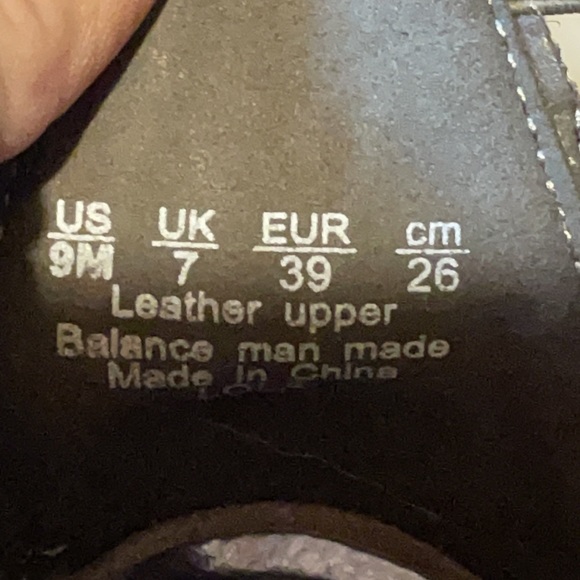 US UK EUR cm
9M 7 39 26
Leather upper
Balance man made
Made in China